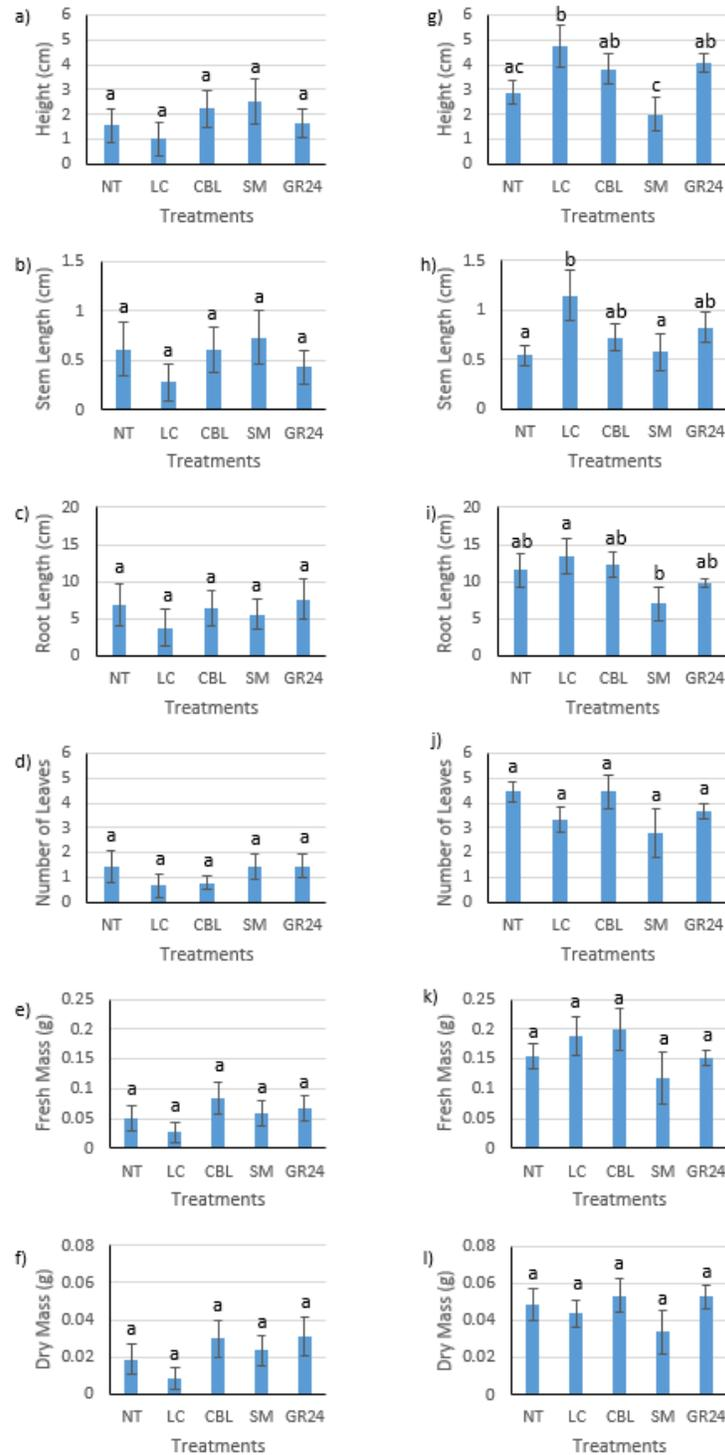 a)
Height (cm)
6
5
4
3
2
1
0
a a a a a
NT LC CBL SM GR24
Treatments
g)
Height (cm)
6
5
4
3
2
1
0
ac b ab c ab
NT LC CBL SM GR24
Treatments
b)
Stem Length (cm)
1.5
1
0.5
0
a a a a a
NT LC CBL SM GR24
Treatments
h)
Stem Length (cm)
1.5
1
0.5
0
a b ab a ab
NT LC CBL SM GR24
Treatments
c)
Root Length (cm)
20
15
10
5
0
a a a a a
NT LC CBL SM GR24
Treatments
i)
Root Length (cm)
20
15
10
5
0
ab a ab b ab
NT LC CBL SM GR24
Treatments
d)
Number of Leaves
6
5
4
3
2
1
0
a a a a a
NT LC CBL SM GR24
Treatments
j)
Number of Leaves
6
5
4
3
2
1
0
a a a a a
NT LC CBL SM GR24
Treatments
e)
Fresh Mass (g)
0.25
0.2
0.15
0.1
0.05
0
a a a a a
NT LC CBL SM GR24
Treatments
k)
Fresh Mass (g)
0.25
0.2
0.15
0.1
0.05
0
a a a a a
NT LC CBL SM GR24
Treatments
f)
Dry Mass (g)
0.08
0.06
0.04
0.02
0
a a a a a
NT LC CBL SM GR24
Treatments
l)
Dry Mass (g)
0.08
0.06
0.04
0.02
0
a a a a a
NT LC CBL SM GR24
Treatments